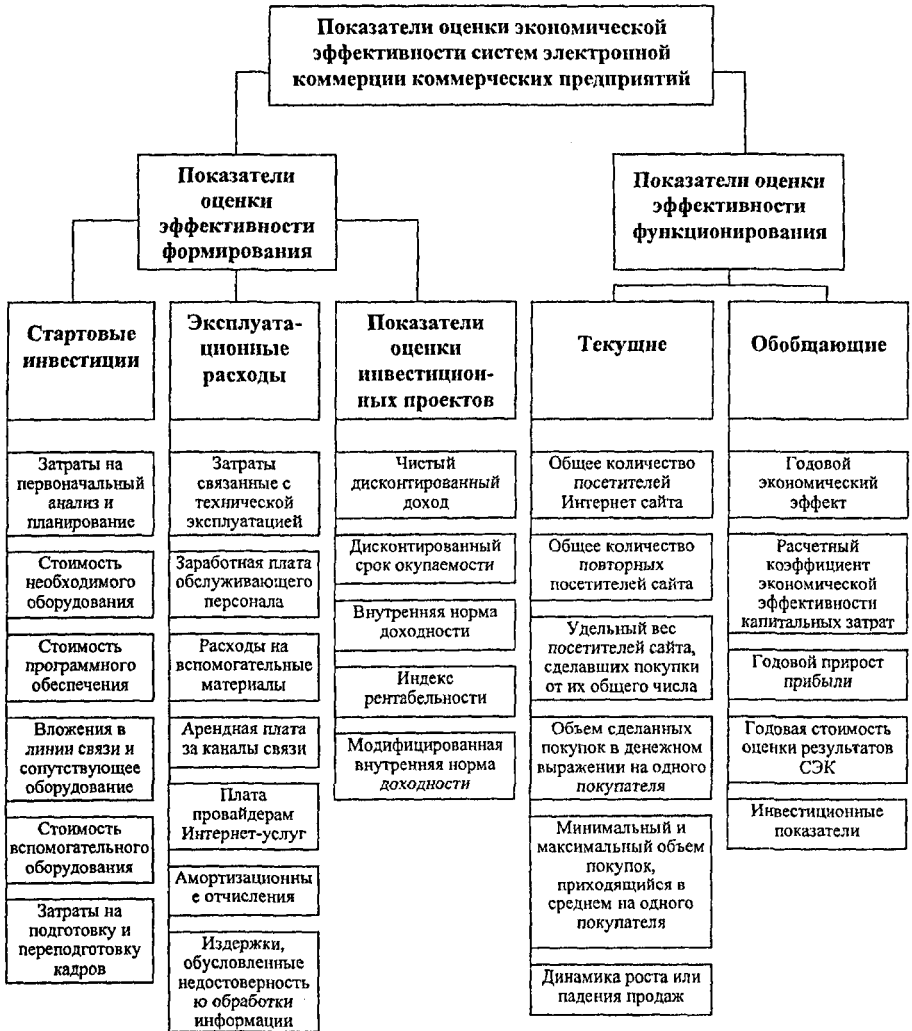 Показатели оценки экономической
эффективности систем электронной
коммерции коммерческих предприятий
Показатели
оценки
эффективности
формирования
Показатели оценки
эффективности
функционирования
Стартовые
инвестиции
Эксплуата-
ционные
расходы
Показатели
оценки
инвестицион-
ных проектов
Текущие
Обобщающие
Затраты на
первоначальный
анализ и
планирование
Стоимость
необходимого
оборудования
Стоимость
программного
обеспечения
Вложения в
линии связи и
сопутствующее
оборудование
Стоимость
вспомогательного
оборудования
Затраты на
подготовку и
переподготовку
кадров
Затраты
связанные с
технической
эксплуатацией
Заработная плата
обслуживающего
персонала
Расходы на
вспомогательные
материалы
Арендная плата
за каналы связи
Плата
провайдерам
Интернет-услуг
Амортизационны
е отчисления
Издержки,
обусловленные
недостоверность
ю обработки
информации
Чистый
дисконтированный
доход
Дисконтированный
срок окупаемости
Внутренняя норма
доходности
Индекс
рентабельности
Модифицированная
внутренняя норма
доходности
Общее количество
посетителей
Интернет сайта
Общее количество
повторных
посетителей сайта
Удельный вес
посетителей сайта,
сделавших покупки
от их общего числа
Объем сделанных
покупок в денежном
выражении на одного
покупателя
Минимальный и
максимальный объем
покупок,
приходящийся в
среднем на одного
покупателя
Динамика роста или
падения продаж
Годовой
экономический
эффект
Расчетный
коэффициент
экономической
эффективности
капитальных затрат
Годовой прирост
прибыли
Годовая стоимость
оценки результатов
СЭК
Инвестиционные
показатели